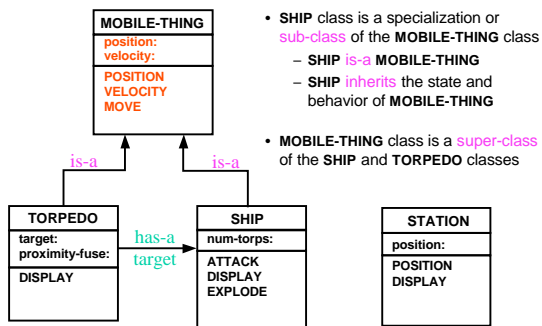 MOBILE-THING
position:
velocity:
POSITION
VELOCITY
MOVE
• SHIP class is a specialization or
sub-class of the MOBILE-THING class
– SHIP is-a MOBILE-THING
– SHIP inherits the state and
behavior of MOBILE-THING
• MOBILE-THING class is a super-class
of the SHIP and TORPEDO classes
is-a
is-a
TORPEDO
target:
proximity-fuse:
DISPLAY
has-a
target
SHIP
num-torps:
ATTACK
DISPLAY
EXPLODE
STATION
position:
POSITION
DISPLAY